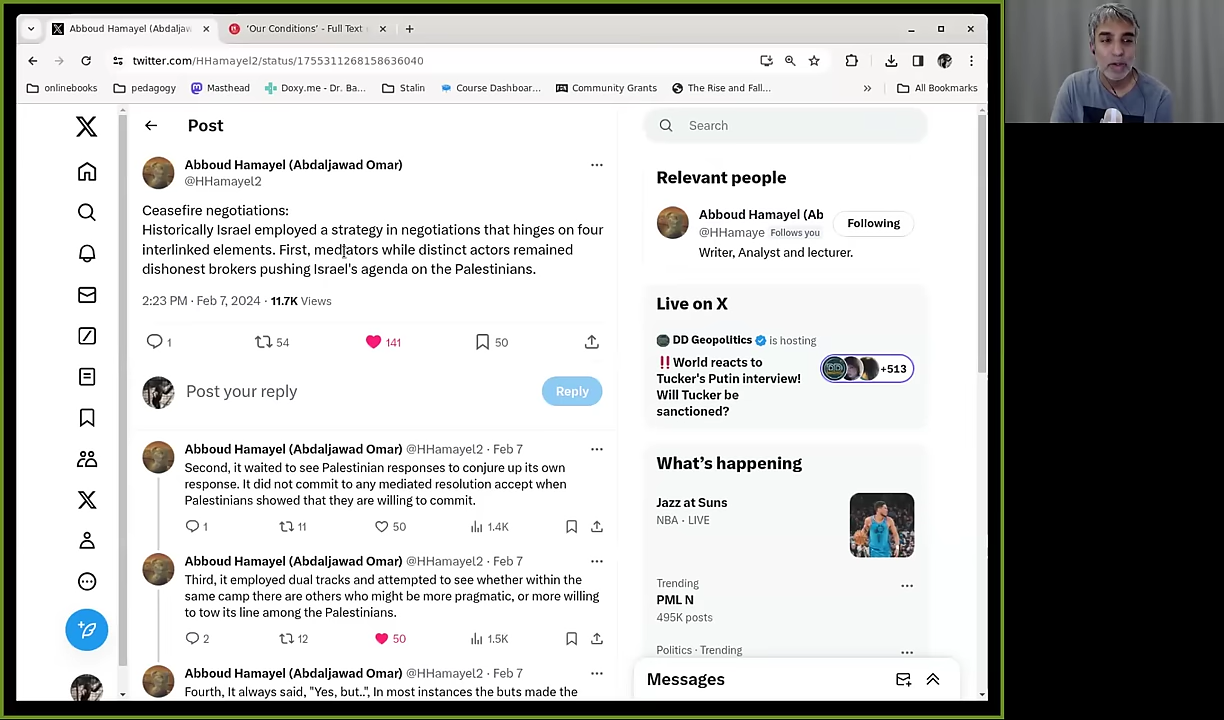 Abboud Hamayel (Abdaljaw
'Our Conditions' - Full Text
twitter.com/HHamayel2/status/1755311268158636040
onlinebooks
pedagogy
Masthead
Doxy.me - Dr. Ba...
Stalin
Course Dashboar...
Community Grants
The Rise and Fall...
»
All Bookmarks
Post
Abboud Hamayel (Abdaljawad Omar)
@HHamayel2
Ceasefire negotiations:
Historically Israel employed a strategy in negotiations that hinges on four
interlinked elements. First, mediators while distinct actors remained
dishonest brokers pushing Israel's agenda on the Palestinians.
2:23 PM · Feb 7, 2024 · 11.7K Views
1 54 141 50
Post your reply
Reply
Abboud Hamayel (Abdaljawad Omar) @HHamayel2 · Feb 7
Second, it waited to see Palestinian responses to conjure up its own
response. It did not commit to any mediated resolution accept when
Palestinians showed that they are willing to commit.
1 11 50 1.4K
Abboud Hamayel (Abdaljawad Omar) @HHamayel2 · Feb 7
Third, it employed dual tracks and attempted to see whether within the
same camp there are others who might be more pragmatic, or more willing
to tow its line among the Palestinians.
2 12 50 1.5K
Abboud Hamayel (Abdaljawad Omar) @HHamayel2 · Feb 7
Fourth, It always said, "Yes, but..", In most instances the buts made the
Search
Relevant people
Abboud Hamayel (Ab
@HHamaye Follows you
Following
Writer, Analyst and lecturer.
Live on X
DD Geopolitics is hosting
!!World reacts to
Tucker's Putin interview!
Will Tucker be
sanctioned?
+513
What's happening
Jazz at Suns
NBA · LIVE
Trending
PML N
495K posts
Politics · Trending
Messages